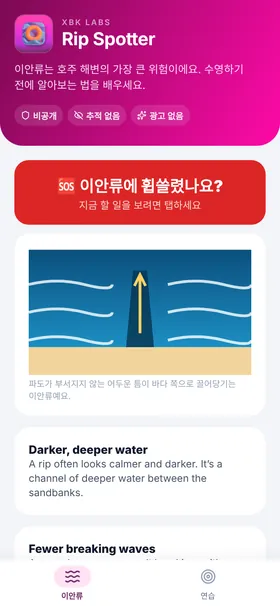 XBK LABS
Rip Spotter
이안류는 호주 해변의 가장 큰 위험이에요. 수영하기
전에 알아보는 법을 배우세요.
비공개
추적 없음
광고 없음
SOS 이안류에 휩쓸렸나요?
지금 할 일을 보려면 탭하세요
파도가 부서지지 않는 어두운 틈이 바다 쪽으로 끌어당기는
이안류예요.
Darker, deeper water
A rip often looks calmer and darker. It's a
channel of deeper water between the
sandbanks.
Fewer breaking waves
이안류
연습